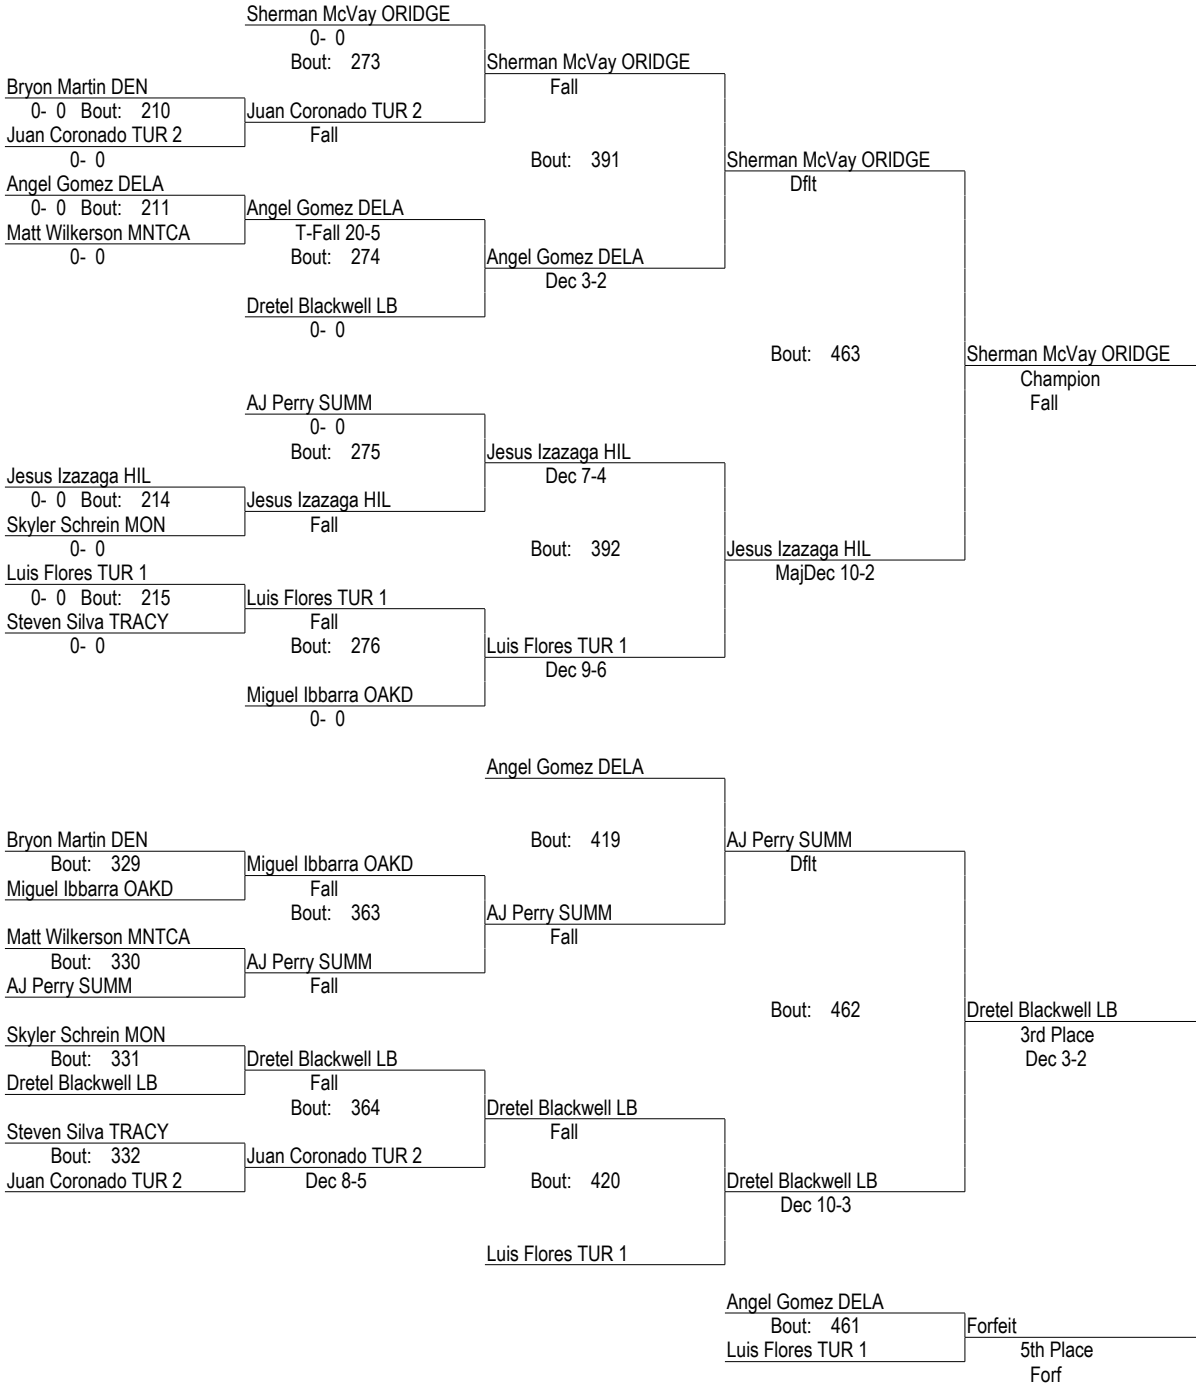 Sherman McVay ORIDGE
0- 0
Bout: 273 Sherman McVay ORIDGE
Bryon Martin DEN Fall
0- 0 Bout: 210 Juan Coronado TUR 2
Juan Coronado TUR 2 Fall
0- 0 Bout: 391 Sherman McVay ORIDGE
Angel Gomez DELA Dflt
0- 0 Bout: 211 Angel Gomez DELA
Matt Wilkerson MNTCA T-Fall 20-5
0- 0 Bout: 274 Angel Gomez DELA
Dec 3-2
Dretel Blackwell LB
0- 0
Bout: 463 Sherman McVay ORIDGE
Champion
AJ Perry SUMM Fall
0- 0
Bout: 275 Jesus Izazaga HIL
Jesus Izazaga HIL Dec 7-4
0- 0 Bout: 214 Jesus Izazaga HIL
Skyler Schrein MON Fall
0- 0 Bout: 392 Jesus Izazaga HIL
Luis Flores TUR 1 MajDec 10-2
0- 0 Bout: 215 Luis Flores TUR 1
Steven Silva TRACY Fall
0- 0 Bout: 276 Luis Flores TUR 1
Dec 9-6
Miguel Ibbarra OAKD
0- 0
Angel Gomez DELA
Bryon Martin DEN Bout: 419 AJ Perry SUMM
Bout: 329 Miguel Ibbarra OAKD Dflt
Miguel Ibbarra OAKD Fall
Bout: 363 AJ Perry SUMM
Matt Wilkerson MNTCA Fall
Bout: 330 AJ Perry SUMM
AJ Perry SUMM Fall
Bout: 462 Dretel Blackwell LB
Skyler Schrein MON 3rd Place
Bout: 331 Dretel Blackwell LB Dec 3-2
Dretel Blackwell LB Fall
Bout: 364 Dretel Blackwell LB
Steven Silva TRACY Fall
Bout: 332 Juan Coronado TUR 2
Juan Coronado TUR 2 Dec 8-5 Bout: 420 Dretel Blackwell LB
Dec 10-3
Luis Flores TUR 1
Angel Gomez DELA
Bout: 461 Forfeit
Luis Flores TUR 1 5th Place
Forf